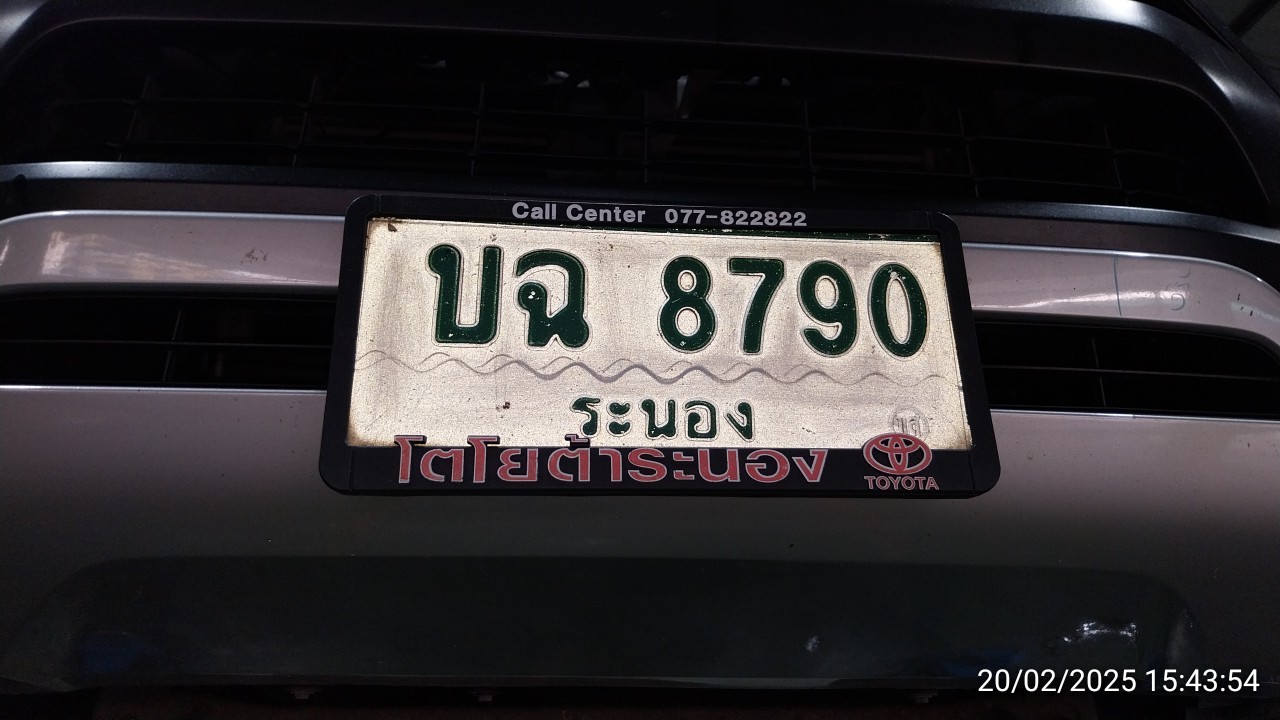 Call Center 077-822822
บฉ 8790
ระนอง
โตโยต้าระนอง
TOYOTA
20/02/2025 15:43:54